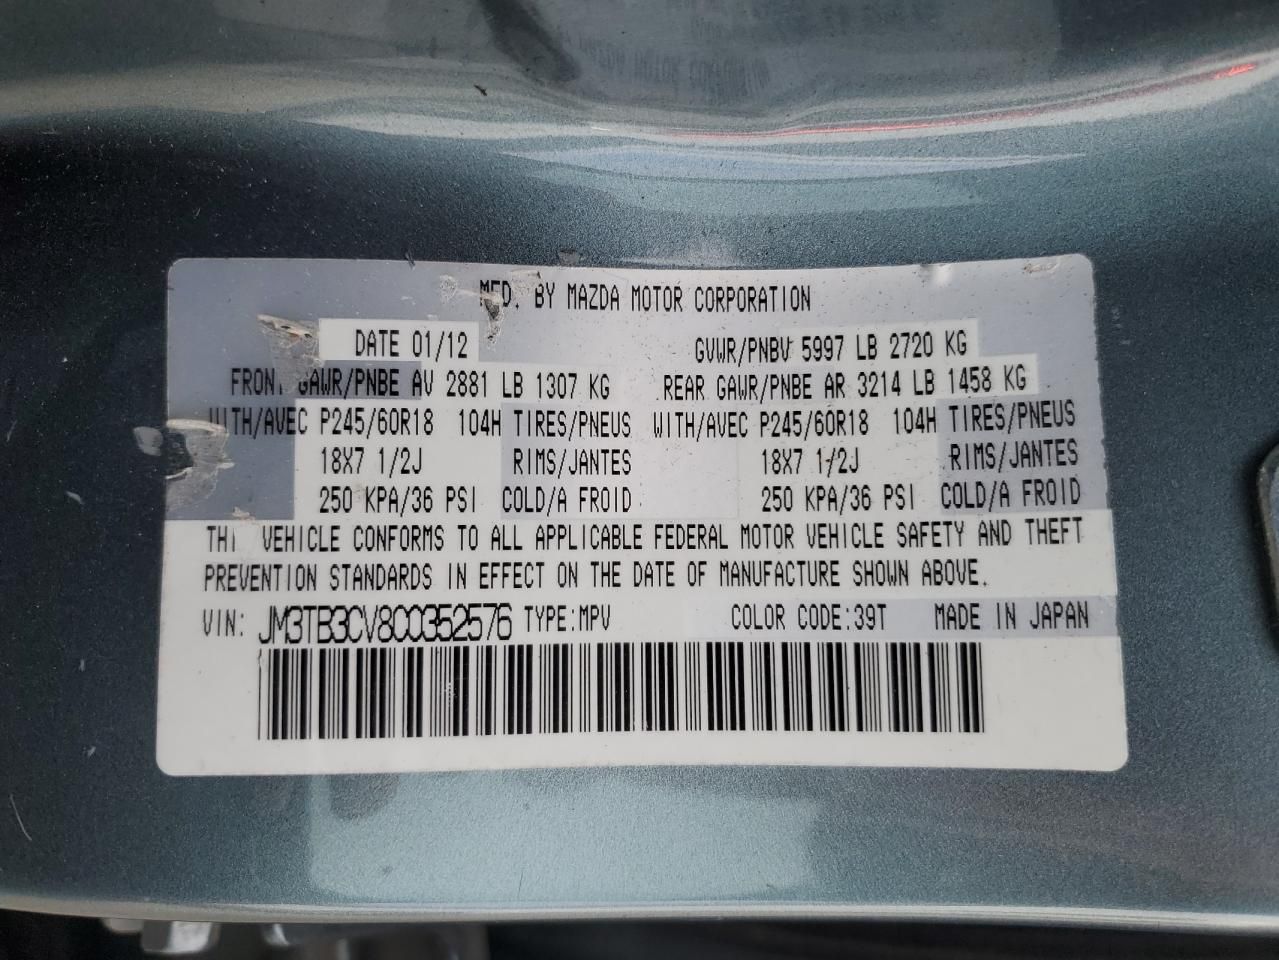 MFD. BY MAZDA MOTOR CORPORATION
DATE 01/12 GVWR/PNBV 5997 LB 2720 KG
FRONT GAWR/PNBE AV 2881 LB 1307 KG REAR GAWR/PNBE AR 3214 LB 1458 KG
WITH/AVEC P245/60R18 104H TIRES/PNEUS WITH/AVEC P245/60R18 104H TIRES/PNEUS
18X7 1/2J RIMS/JANTES 18X7 1/2J RIMS/JANTES
250 KPA/36 PSI COLD/A FROID 250 KPA/36 PSI COLD/A FROID
THI VEHICLE CONFORMS TO ALL APPLICABLE FEDERAL MOTOR VEHICLE SAFETY AND THEFT
PREVENTION STANDARDS IN EFFECT ON THE DATE OF MANUFACTURE SHOWN ABOVE.
VIN: JM3TB3CV8C0352576 TYPE:MPV COLOR CODE:39T MADE IN JAPAN